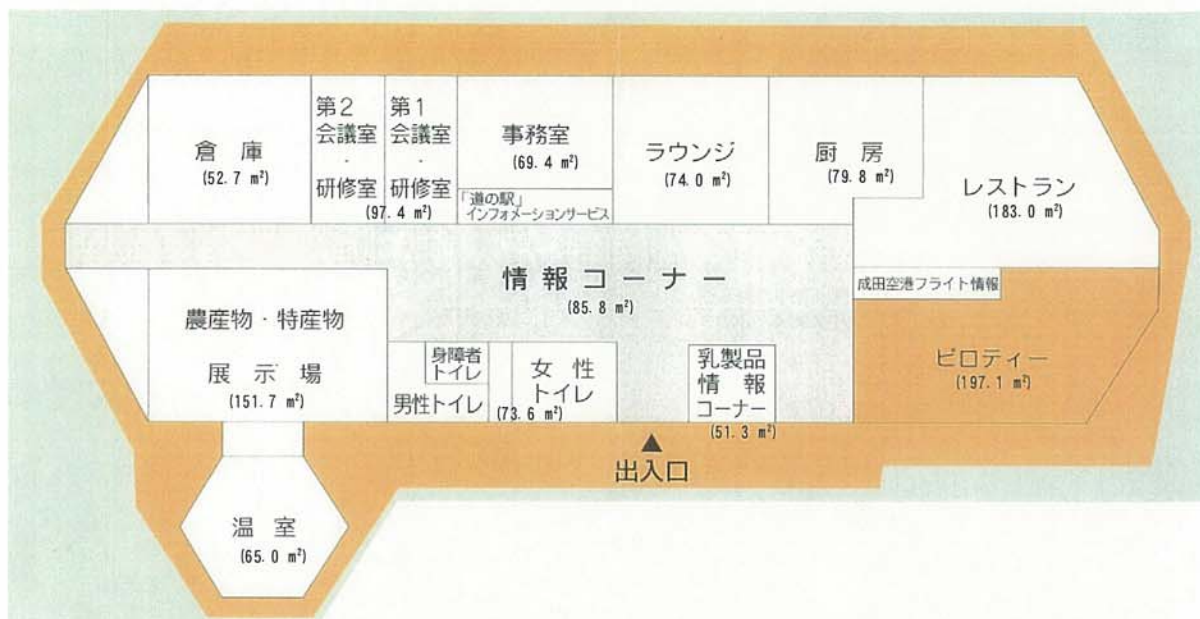 倉 庫
(52.7 ㎡)
第2
会議室
・
研修室
第1
会議室
・
研修室
(97.4 ㎡)
事務室
(69.4 ㎡)
「道の駅」
インフォメーションサービス
ラウンジ
(74.0 ㎡)
厨 房
(79.8 ㎡)
レストラン
(183.0 ㎡)
情報コーナー
(85.8 ㎡)
成田空港フライト情報
農産物・特産物
展 示 場
(151.7 ㎡)
身障者
トイレ
男性トイレ
女 性
トイレ
(73.6 ㎡)
乳製品
情 報
コーナー
(51.3 ㎡)
ピロティー
(197.1 ㎡)
出入口
温 室
(65.0 ㎡)